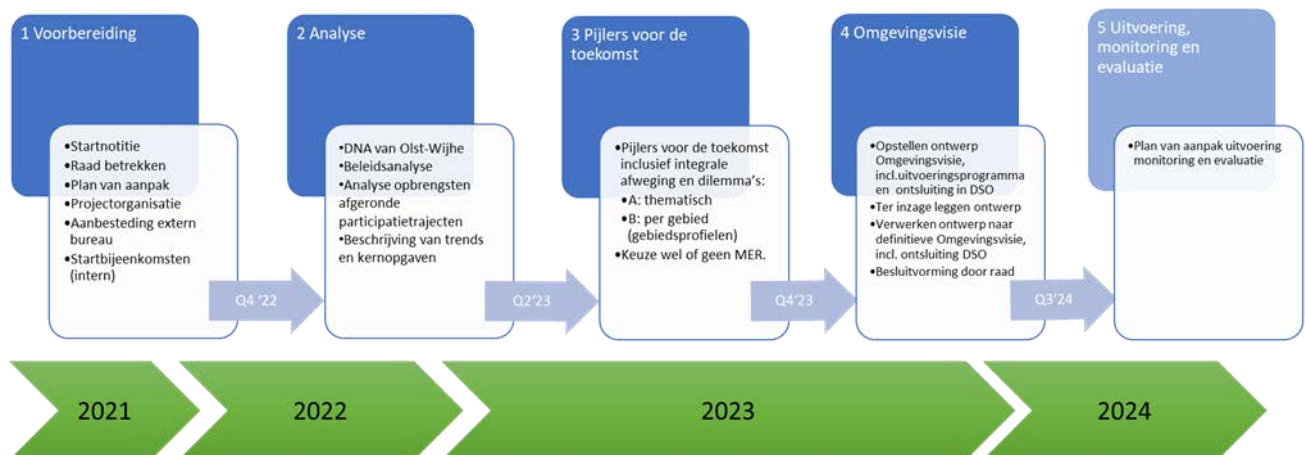 1 Voorbereiding
•Startnotitie
•Raad betrekken
•Plan van aanpak
•Projectorganisatie
•Aanbesteding extern
bureau
•Startbijeenkomsten
(intern)
Q4 '22
2 Analyse
•DNA van Olst-Wijhe
•Beleidsanalyse
•Analyse opbrengsten
afgeronde
participatietrajecten
•Beschrijving van trends
en kernopgaven
Q2'23
3 Pijlers voor de
toekomst
•Pijlers voor de toekomst
inclusief integrale
afweging en dilemma's:
•A: thematisch
•B: per gebied
(gebiedsprofielen)
•Keuze wel of geen MER.
Q4'23
4 Omgevingsvisie
•Opstellen ontwerp
Omgevingsvisie,
incl.uitvoeringsprogramma
en ontsluiting in DSO
•Ter inzage leggen ontwerp
•Verwerken ontwerp naar
definitieve Omgevingsvisie,
incl. ontsluiting DSO
•Besluitvorming door raad
Q3'24
5 Uitvoering,
monitoring en
evaluatie
•Plan van aanpak uitvoering
monitoring en evaluatie
2021
2022
2023
2024